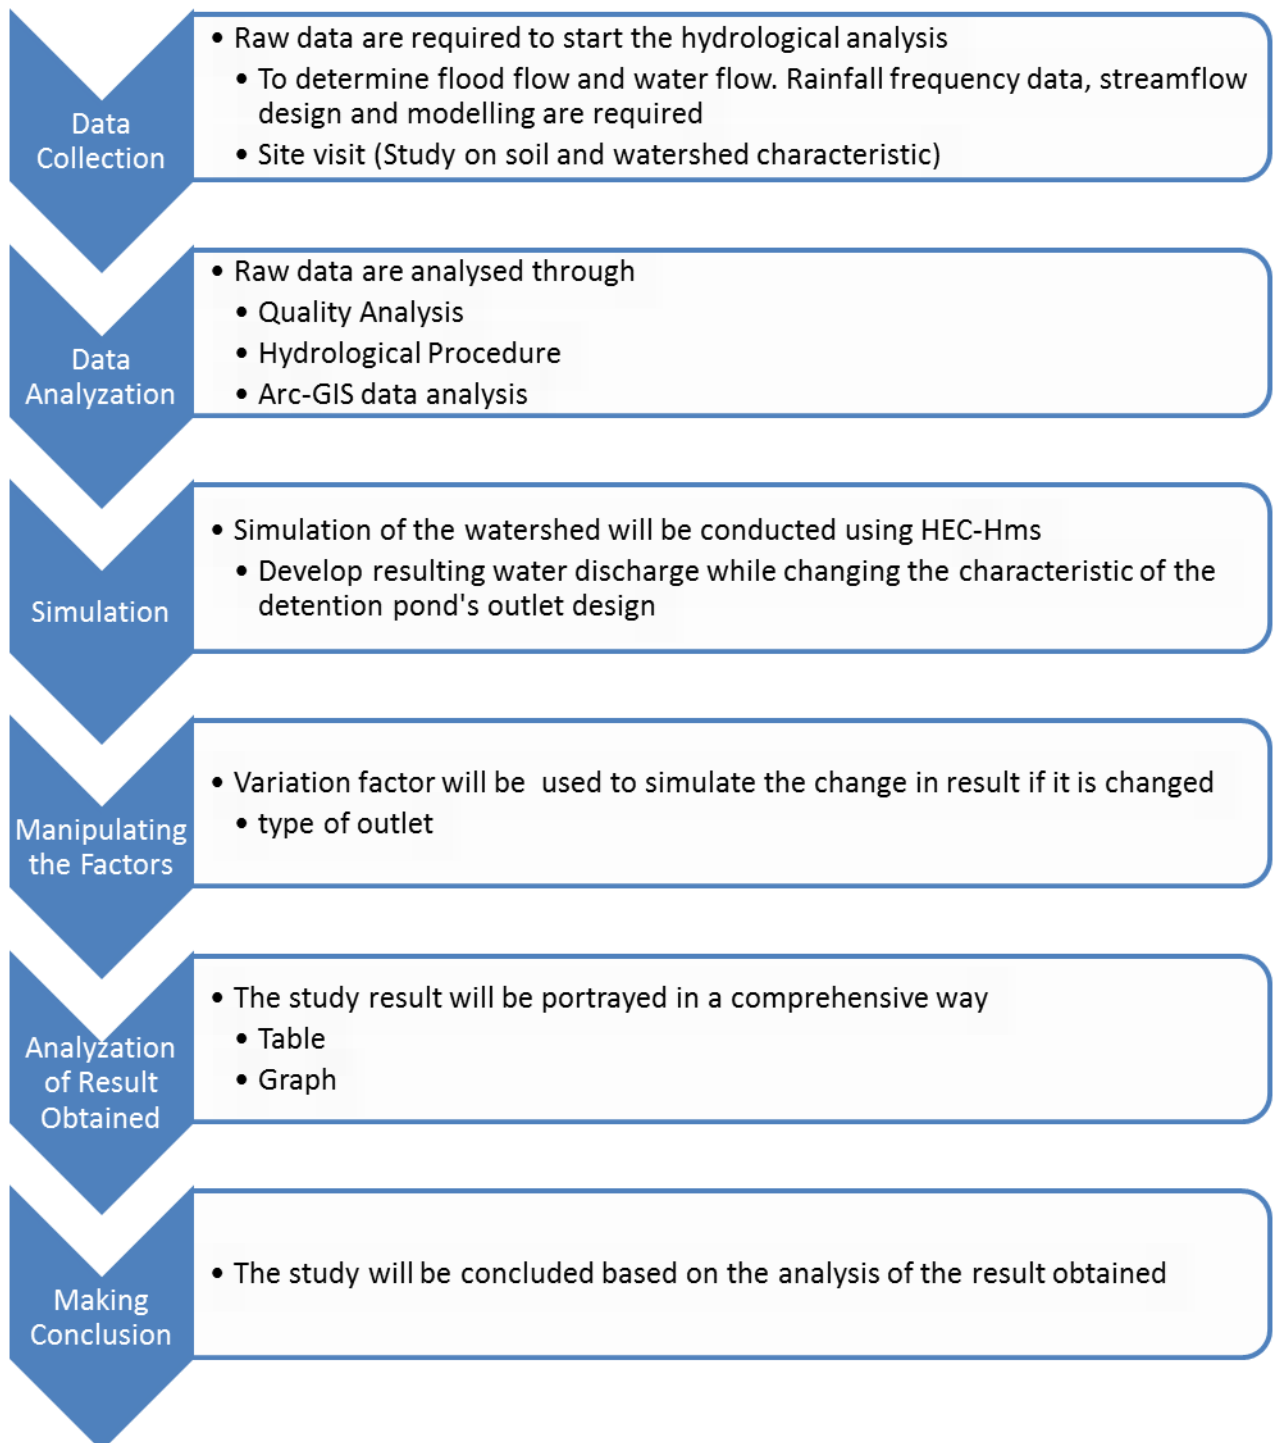 Data
Collection
• Raw data are required to start the hydrological analysis
• To determine flood flow and water flow. Rainfall frequency data, streamflow
design and modelling are required
• Site visit (Study on soil and watershed characteristic)
Data
Analyzation
• Raw data are analysed through
• Quality Analysis
• Hydrological Procedure
• Arc-GIS data analysis
Simulation
• Simulation of the watershed will be conducted using HEC-Hms
• Develop resulting water discharge while changing the characteristic of the
detention pond's outlet design
Manipulating
the Factors
• Variation factor will be used to simulate the change in result if it is changed
• type of outlet
Analyzation
of Result
Obtained
• The study result will be portrayed in a comprehensive way
• Table
• Graph
Making
Conclusion
• The study will be concluded based on the analysis of the result obtained